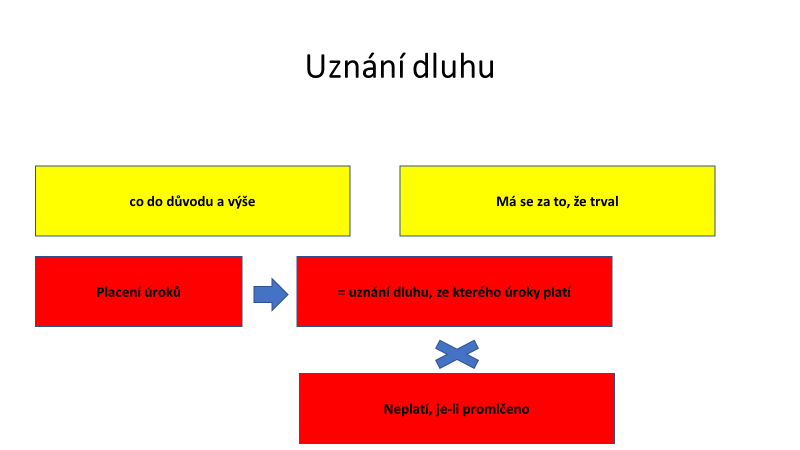 Uznání dluhu
co do důvodu a výše
Má se za to, že trval
Placení úroků
= uznání dluhu, ze kterého úroky platí
Neplatí, je-li promlčeno